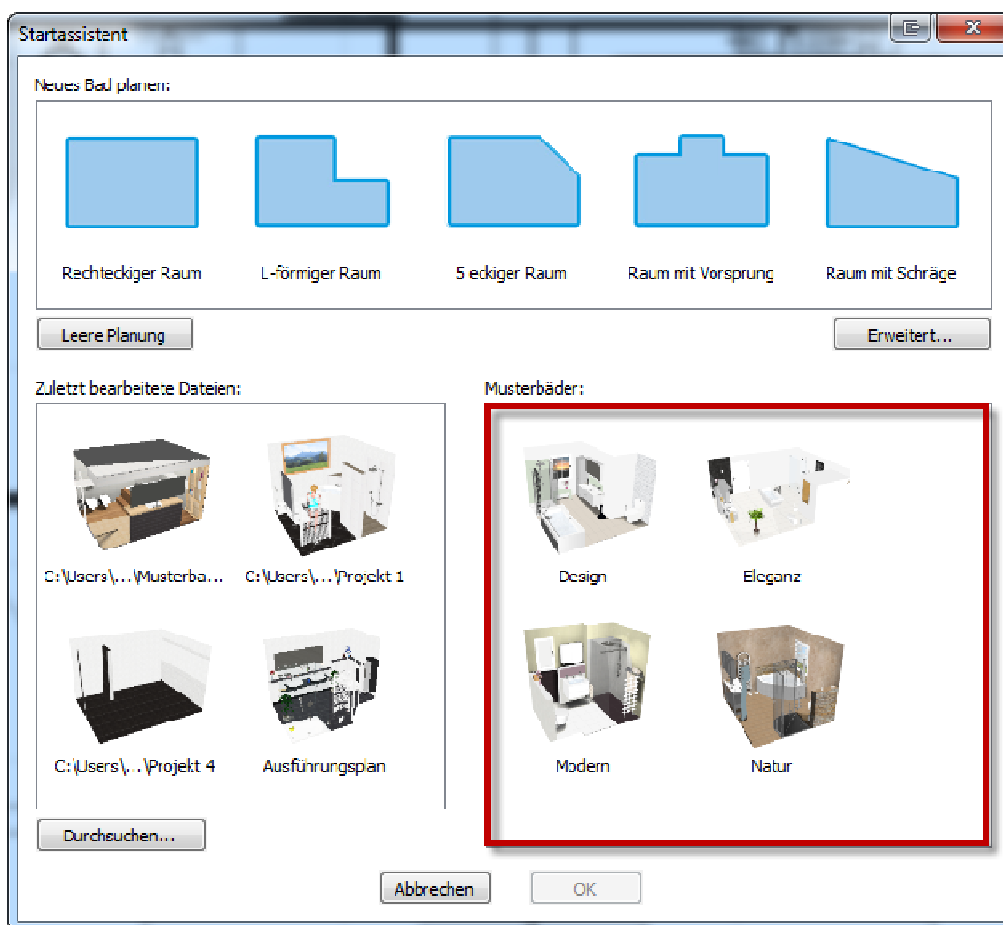 Startassistent
Neues Bad planen:
Rechteckiger Raum
L-förmiger Raum
5 eckiger Raum
Raum mit Vorsprung
Raum mit Schräge
Leere Planung
Erweitert...
Zuletzt bearbeitete Dateien:
C:\Users\...\Musterba...
C:\Users\...\Projekt 1
C:\Users\...\Projekt 4
Ausführungsplan
Durchsuchen...
Musterbäder:
Design
Eleganz
Modern
Natur
Abbrechen
OK